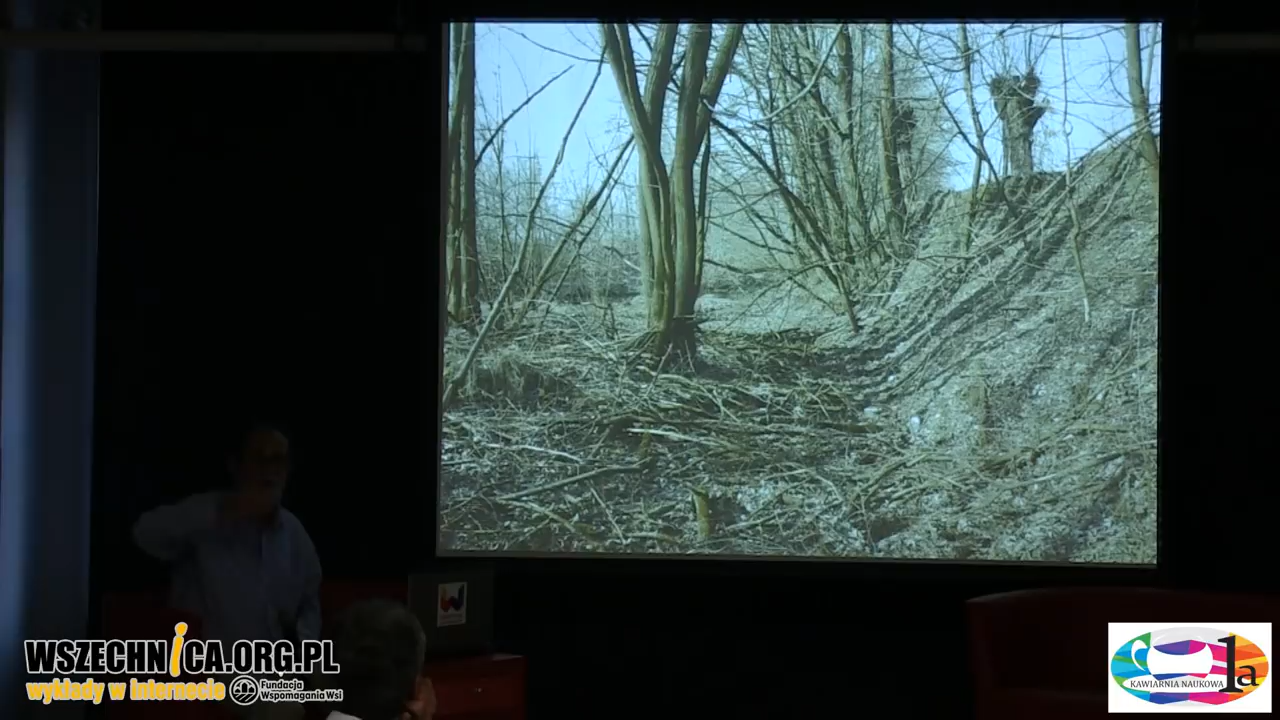 WSZECHNICA.ORG.PL
wykłady w internecie
Fundacja
Wspomagania Wsi
KAWIARNIA NAUKOWA
1a